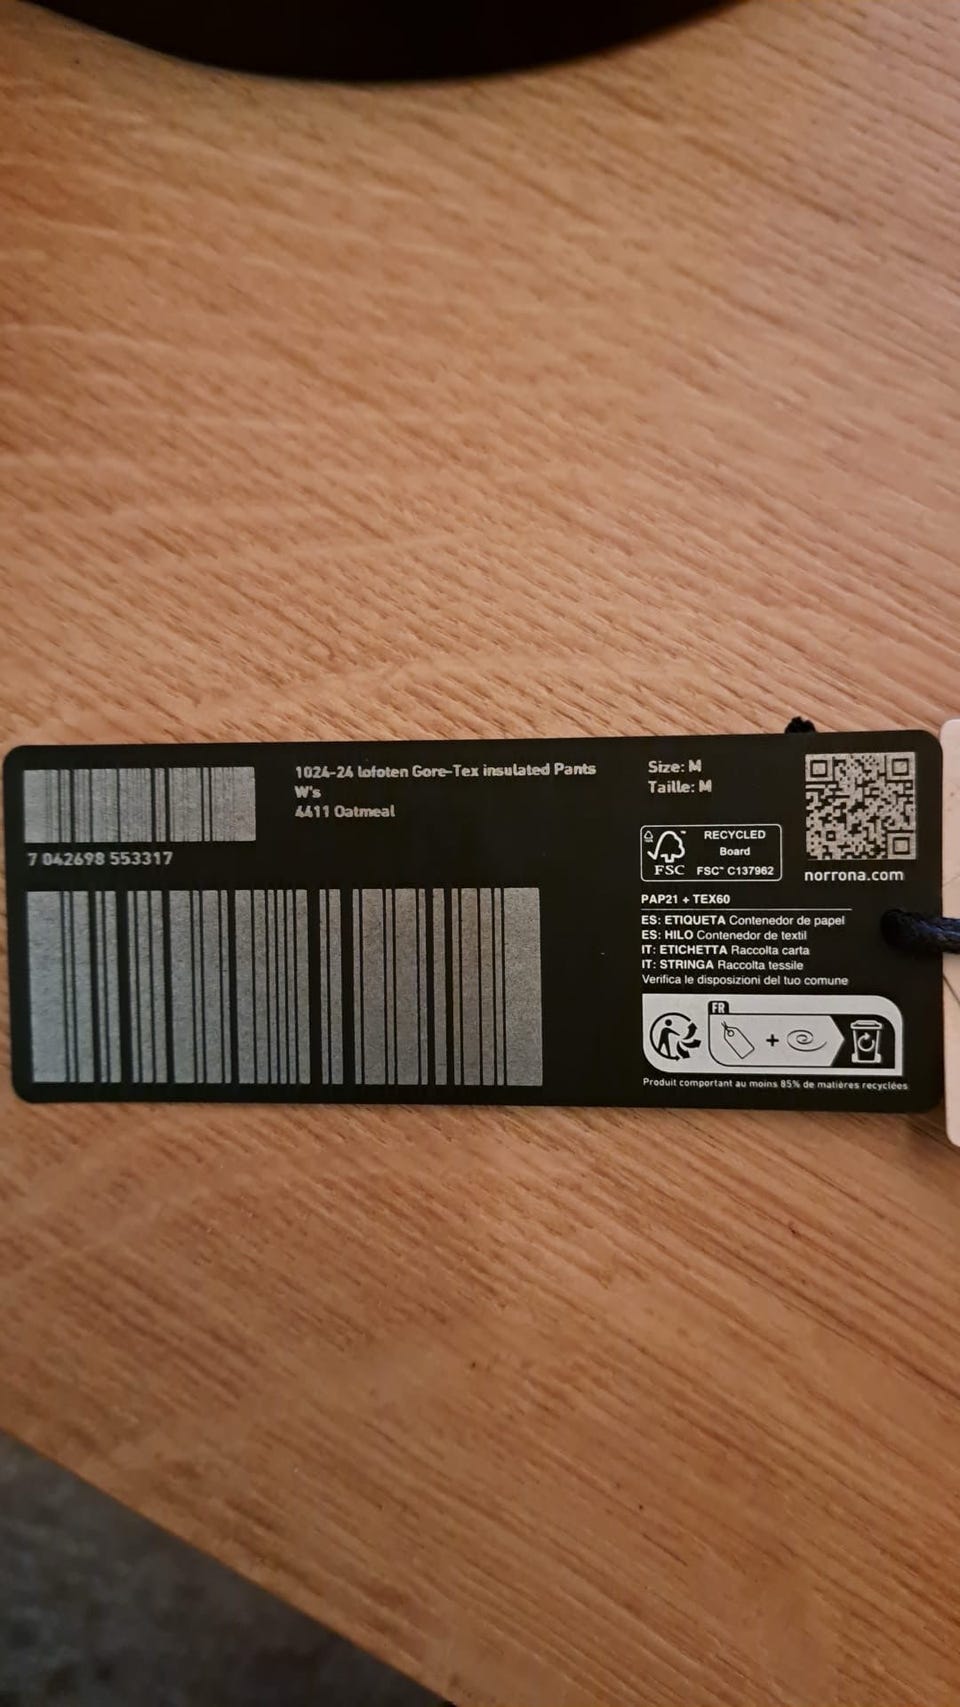 1024-24 lofoten Gore-Tex insulated Pants
W's
4411 Oatmeal
7 042698 553317
Size: M
Taille: M
norrona.com
FSC™
RECYCLED
Board
FSC™ C137962
PAP21 + TEX60
ES: ETIQUETA Contenedor de papel
ES: HILO Contenedor de textil
IT: ETICHETTA Raccolta carta
IT: STRINGA Raccolta tessile
Verifica le disposizioni del tuo comune
FR
+
Produit comportant au moins 85% de matières recyclées